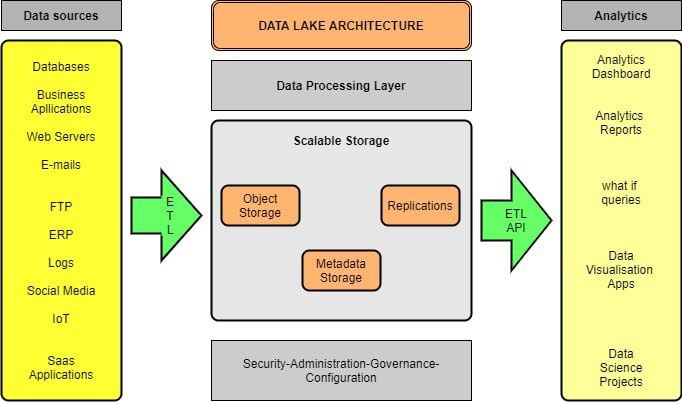 Data sources
DATA LAKE ARCHITECTURE
Analytics
Databases
Business
Apllications
Web Servers
E-mails
FTP
ERP
Logs
Social Media
IoT
Saas
Applications
E
T
L
Data Processing Layer
Scalable Storage
Object
Storage
Replications
Metadata
Storage
Security-Administration-Governance-
Configuration
ETL
API
Analytics
Dashboard
Analytics
Reports
what if
queries
Data
Visualisation
Apps
Data
Science
Projects